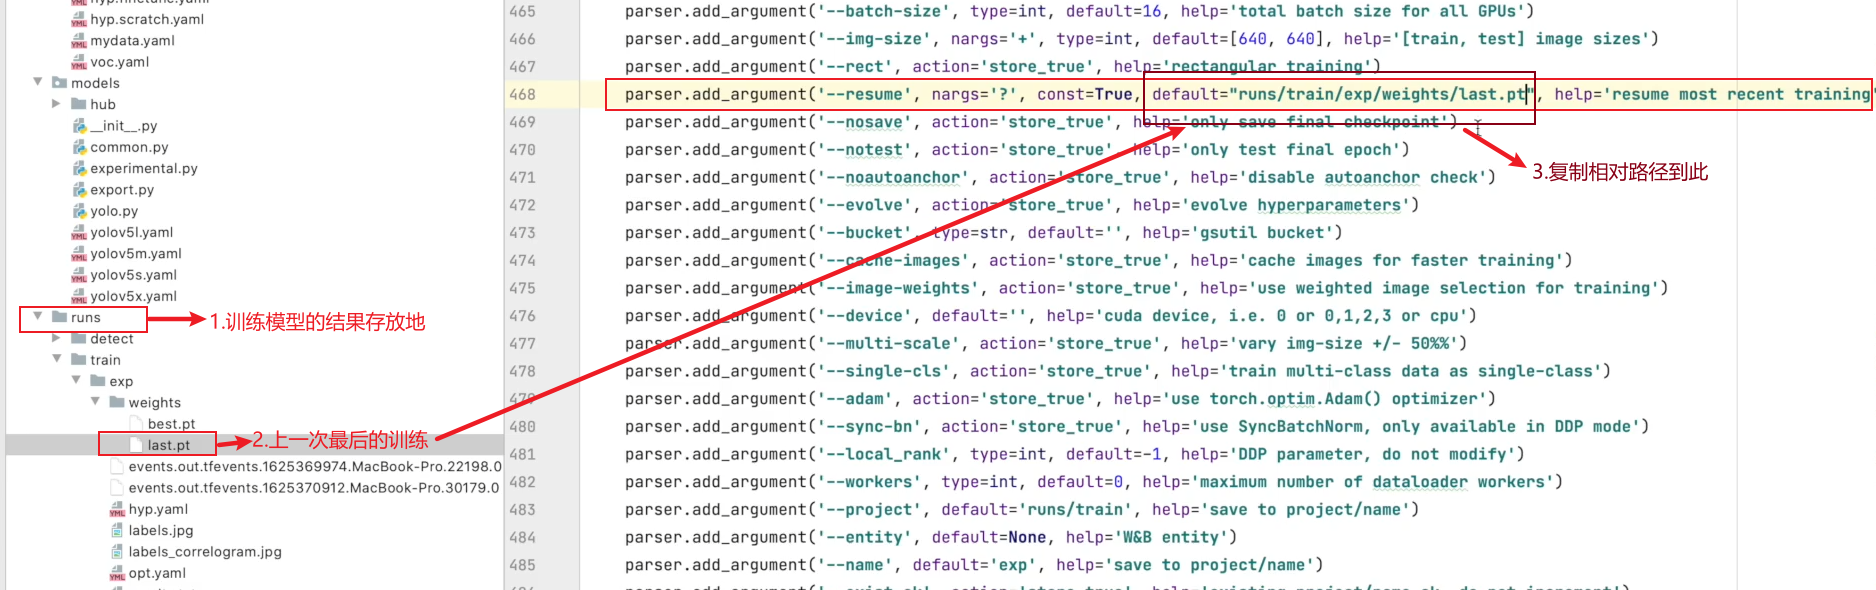 hyp.finetune.yaml
hyp.scratch.yaml
mydata.yaml
voc.yaml
models
hub
__init__.py
common.py
experimental.py
export.py
yolo.py
yolov5l.yaml
yolov5m.yaml
yolov5s.yaml
yolov5x.yaml
runs
1.训练模型的结果存放地
detect
train
exp
weights
best.pt
last.pt
2.上一次最后的训练
events.out.tfevents.1625369974.MacBook-Pro.22198.0
events.out.tfevents.1625370912.MacBook-Pro.30179.0
hyp.yaml
labels.jpg
labels_correlogram.jpg
opt.yaml
465 parser.add_argument('--batch-size', type=int, default=16, help='total batch size for all GPUs')
466 parser.add_argument('--img-size', nargs='+', type=int, default=[640, 640], help='[train, test] image sizes')
467 parser.add_argument('--rect', action='store_true', help='rectangular training')
468 parser.add_argument('--resume', nargs='?', const=True, default="runs/train/exp/weights/last.pt", help='resume most recent training'
469 parser.add_argument('--nosave', action='store_true', help='only save final checkpoint')
470 parser.add_argument('--notest', action='store_true', help='only test final epoch')
3.复制相对路径到此
471 parser.add_argument('--noautoanchor', action='store_true', help='disable autoanchor check')
472 parser.add_argument('--evolve', action='store_true', help='evolve hyperparameters')
473 parser.add_argument('--bucket', type=str, default='', help='gsutil bucket')
474 parser.add_argument('--cache-images', action='store_true', help='cache images for faster training')
475 parser.add_argument('--image-weights', action='store_true', help='use weighted image selection for training')
476 parser.add_argument('--device', default='', help='cuda device, i.e. 0 or 0,1,2,3 or cpu')
477 parser.add_argument('--multi-scale', action='store_true', help='vary img-size +/- 50%%')
478 parser.add_argument('--single-cls', action='store_true', help='train multi-class data as single-class')
479 parser.add_argument('--adam', action='store_true', help='use torch.optim.Adam() optimizer')
480 parser.add_argument('--sync-bn', action='store_true', help='use SyncBatchNorm, only available in DDP mode')
481 parser.add_argument('--local_rank', type=int, default=-1, help='DDP parameter, do not modify')
482 parser.add_argument('--workers', type=int, default=0, help='maximum number of dataloader workers')
483 parser.add_argument('--project', default='runs/train', help='save to project/name')
484 parser.add_argument('--entity', default=None, help='W&B entity')
485 parser.add_argument('--name', default='exp', help='save to project/name')